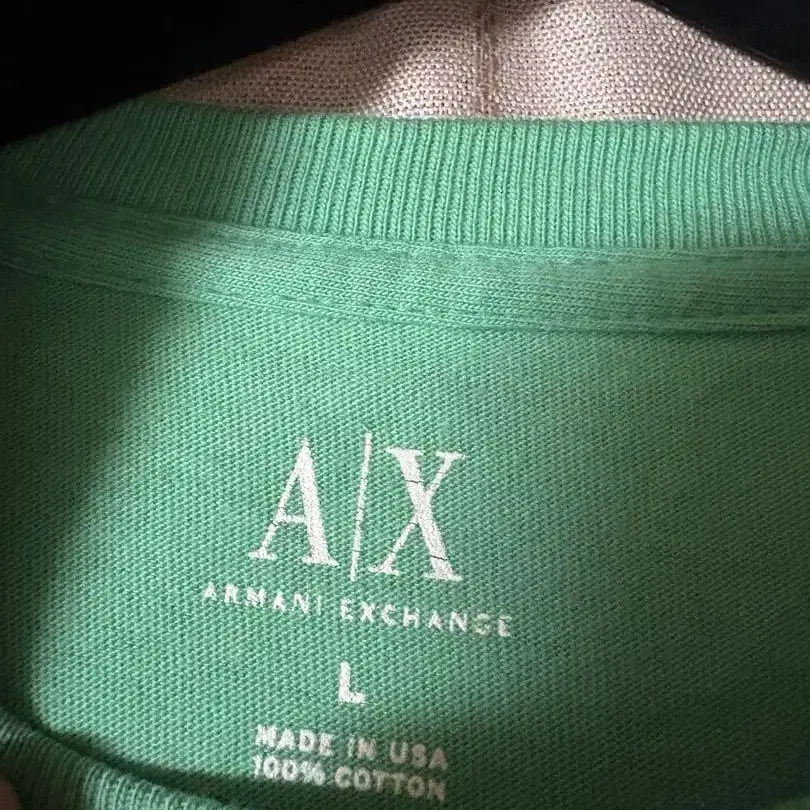 A|X
ARMANI EXCHANGE
L
MADE IN USA
100% COTTON